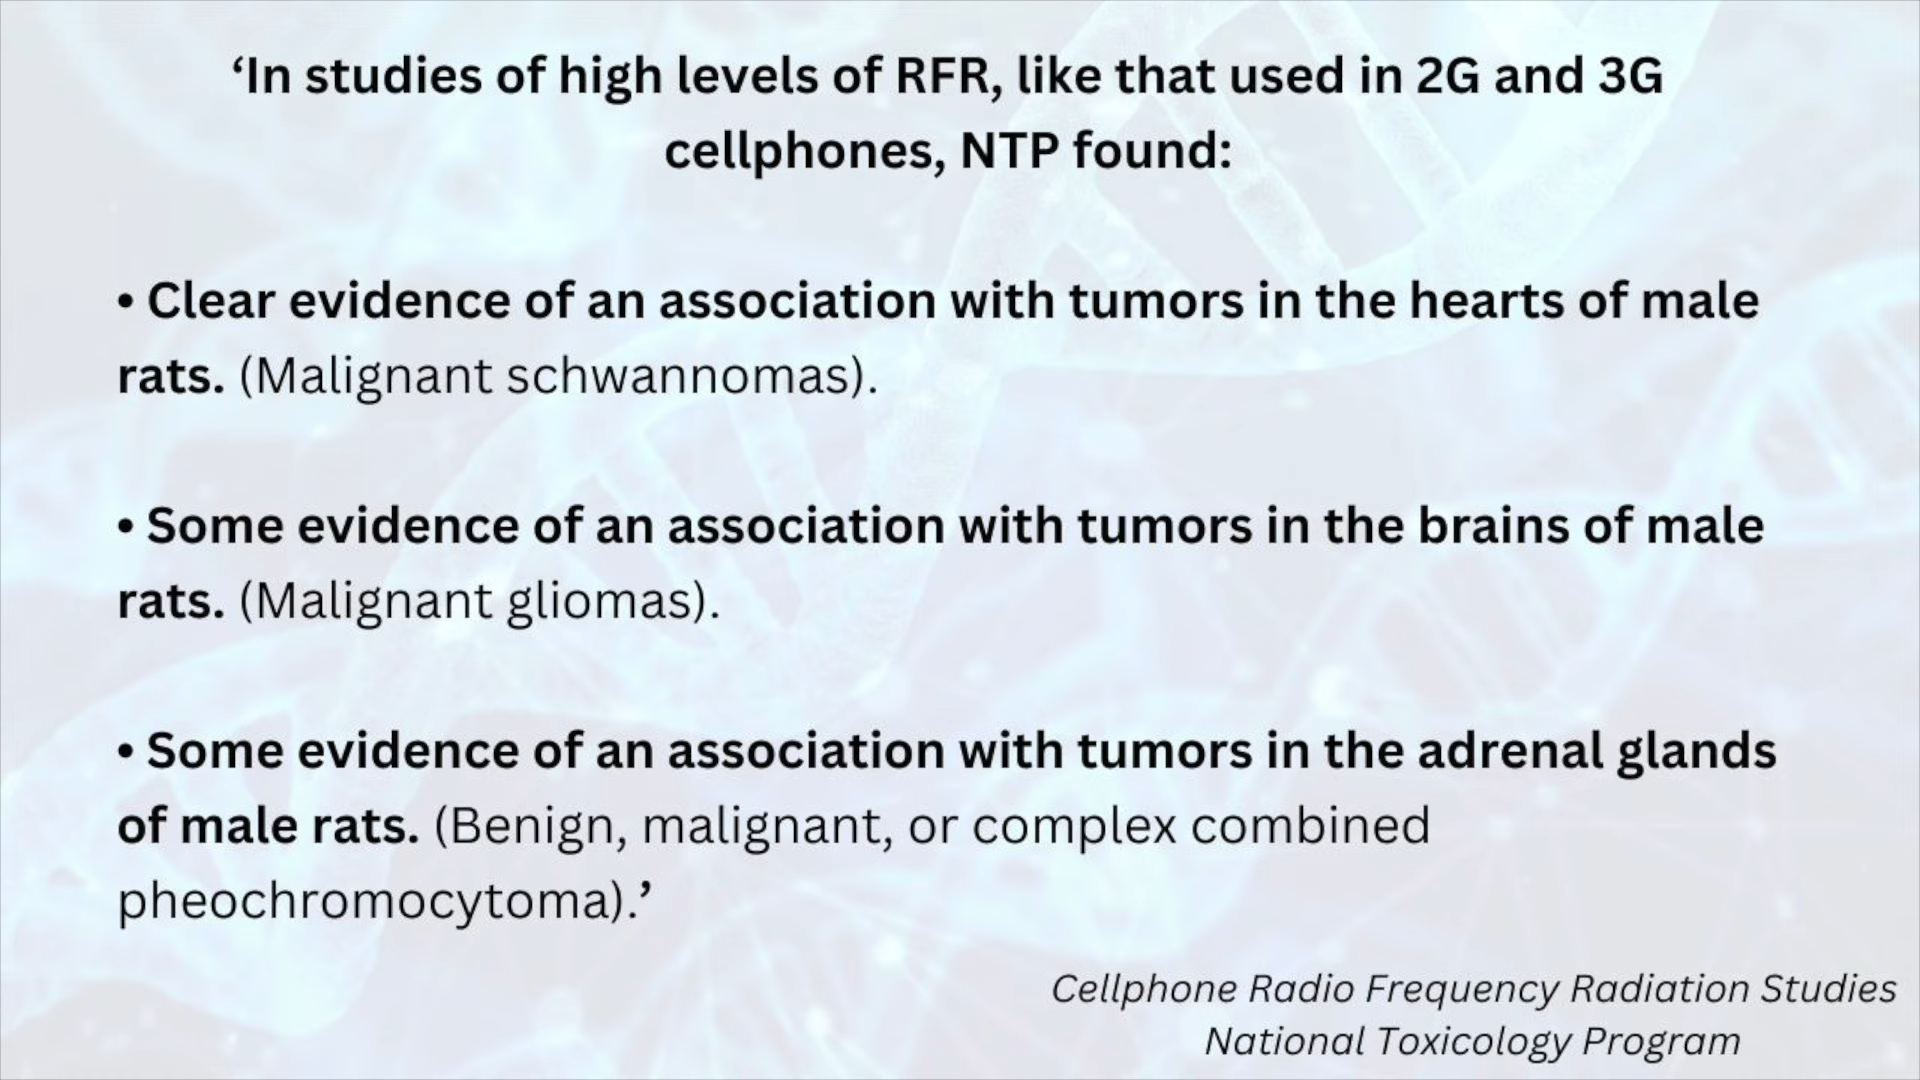 ‘In studies of high levels of RFR, like that used in 2G and 3G
cellphones, NTP found:
• Clear evidence of an association with tumors in the hearts of male
rats. (Malignant schwannomas).
• Some evidence of an association with tumors in the brains of male
rats. (Malignant gliomas).
• Some evidence of an association with tumors in the adrenal glands
of male rats. (Benign, malignant, or complex combined
pheochromocytoma).’
Cellphone Radio Frequency Radiation Studies
National Toxicology Program